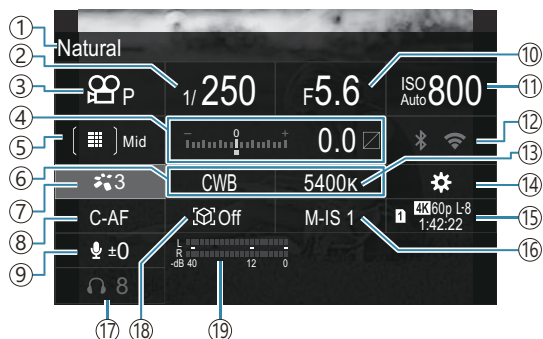 ① Natural
②
③ P 1/250 F5.6 ISO Auto 800 ⑩ ⑪
④ − 0 + 0.0
⑤ Mid ⑫
⑥ CWB 5400K ⑬
⑦ 3 ⑭
⑧ C-AF Off M-IS 1 1 4K 60p L-8 1:42:22 ⑮
⑨ ±0 ⑯
L
R
-dB 40 12 0
8
⑰ ⑱ ⑲